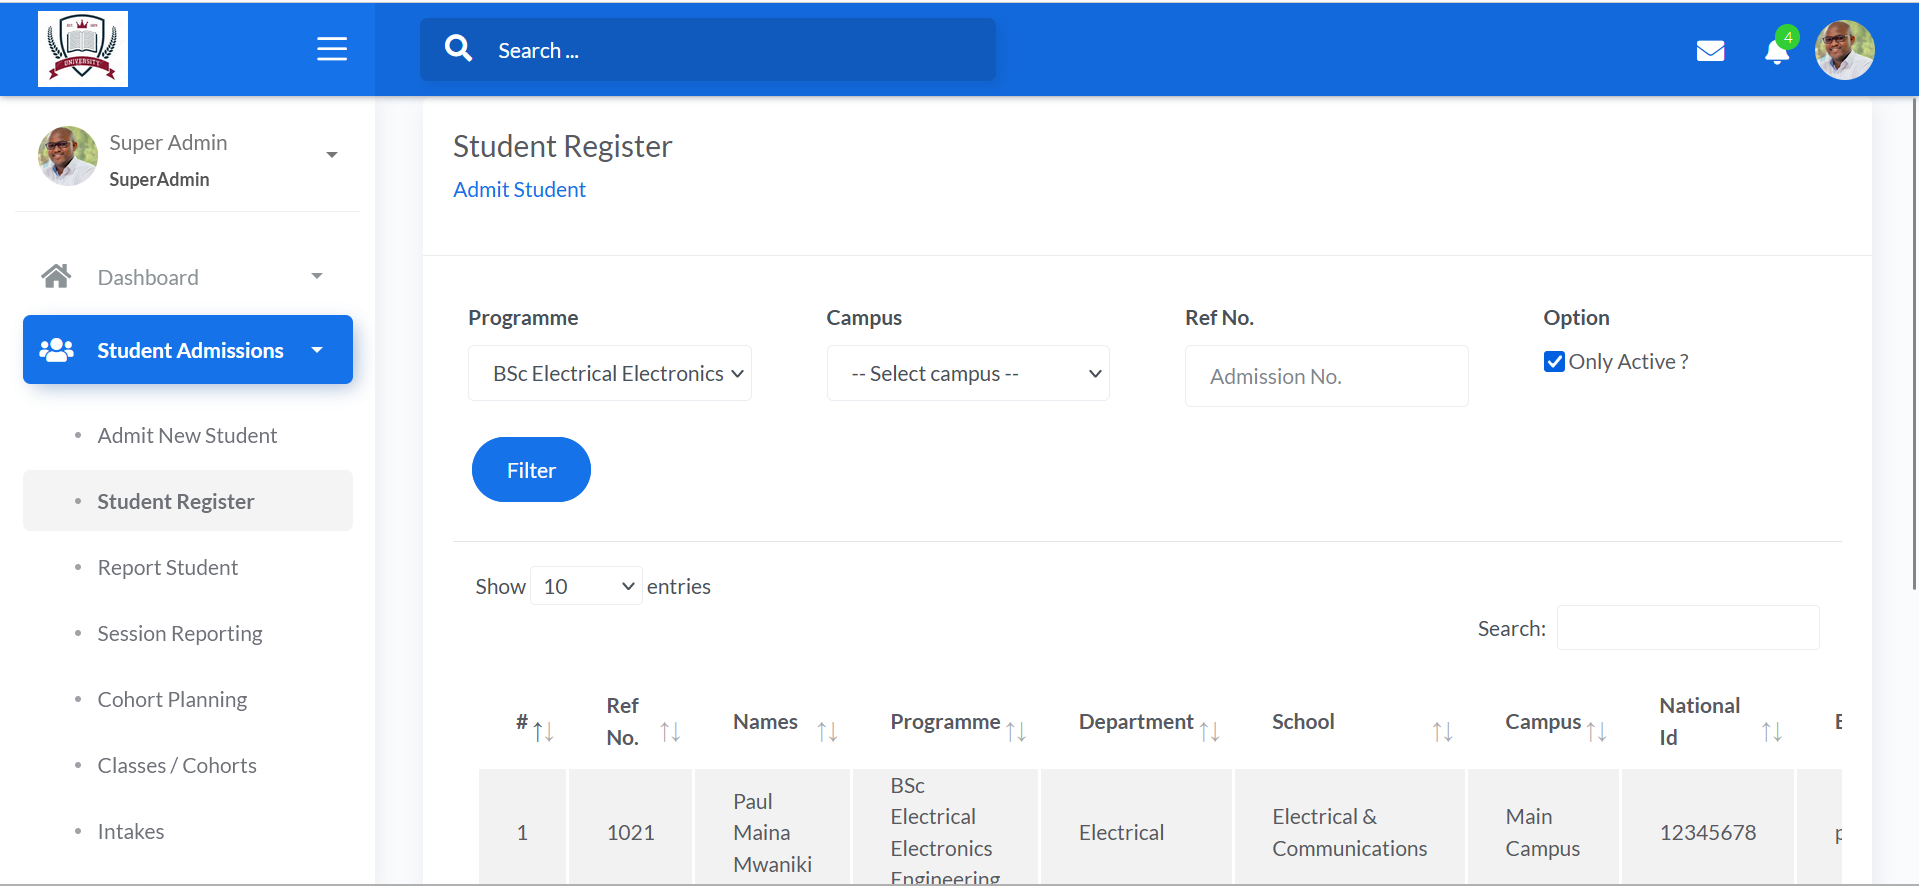 UNIVERSITY
Search ...
4
Super Admin
SuperAdmin
Dashboard
Student Admissions
Admit New Student
Student Register
Report Student
Session Reporting
Cohort Planning
Classes / Cohorts
Intakes
Student Register
Admit Student
Programme
Campus
Ref No.
Option
BSc Electrical Electronics
-- Select campus --
Admission No.
Only Active ?
Filter
Show 10 entries
Search:
# Ref No. Names Programme Department School Campus National Id
1 1021 Paul Maina Mwaniki BSc Electrical Electronics Engineering Electrical Electrical & Communications Main Campus 12345678